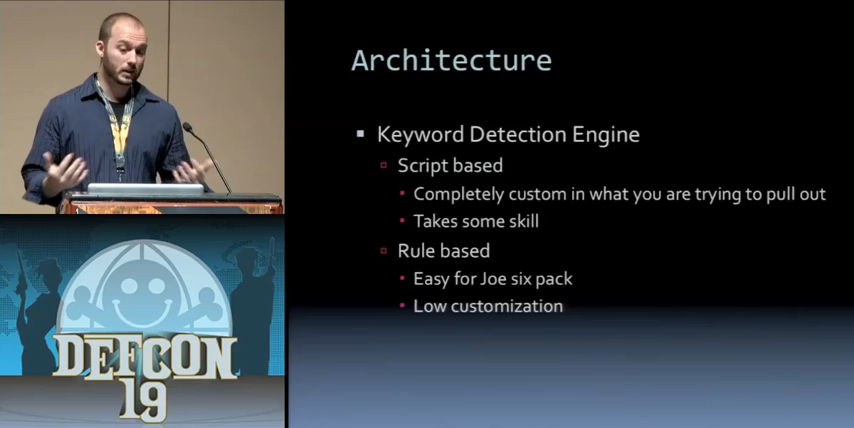 Architecture
Keyword Detection Engine
Script based
Completely custom in what you are trying to pull out
Takes some skill
Rule based
Easy for Joe six pack
Low customization
DEFCON
19